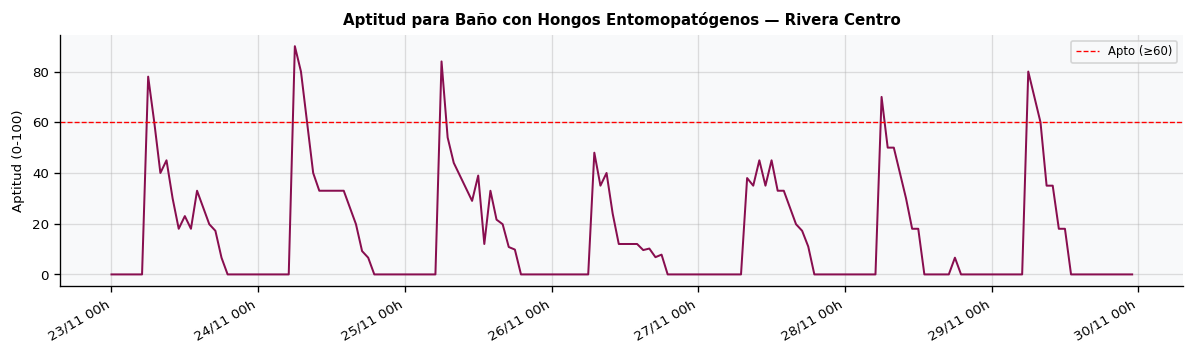 Aptitud para Baño con Hongos Entomopatógenos — Rivera Centro
Apto (≥60)
Aptitud (0-100)
80
60
40
20
0
23/11 00h
24/11 00h
25/11 00h
26/11 00h
27/11 00h
28/11 00h
29/11 00h
30/11 00h